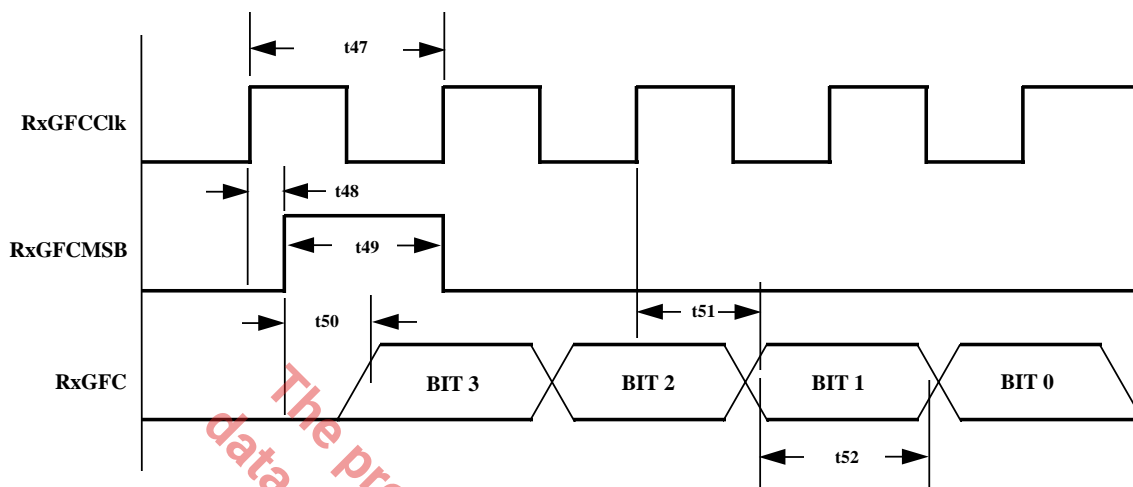 t47
RxGFCClk
t48
RxGFCMSB
t49
t50
t51
RxGFC
BIT 3
BIT 2
BIT 1
BIT 0
t52
The pro
data